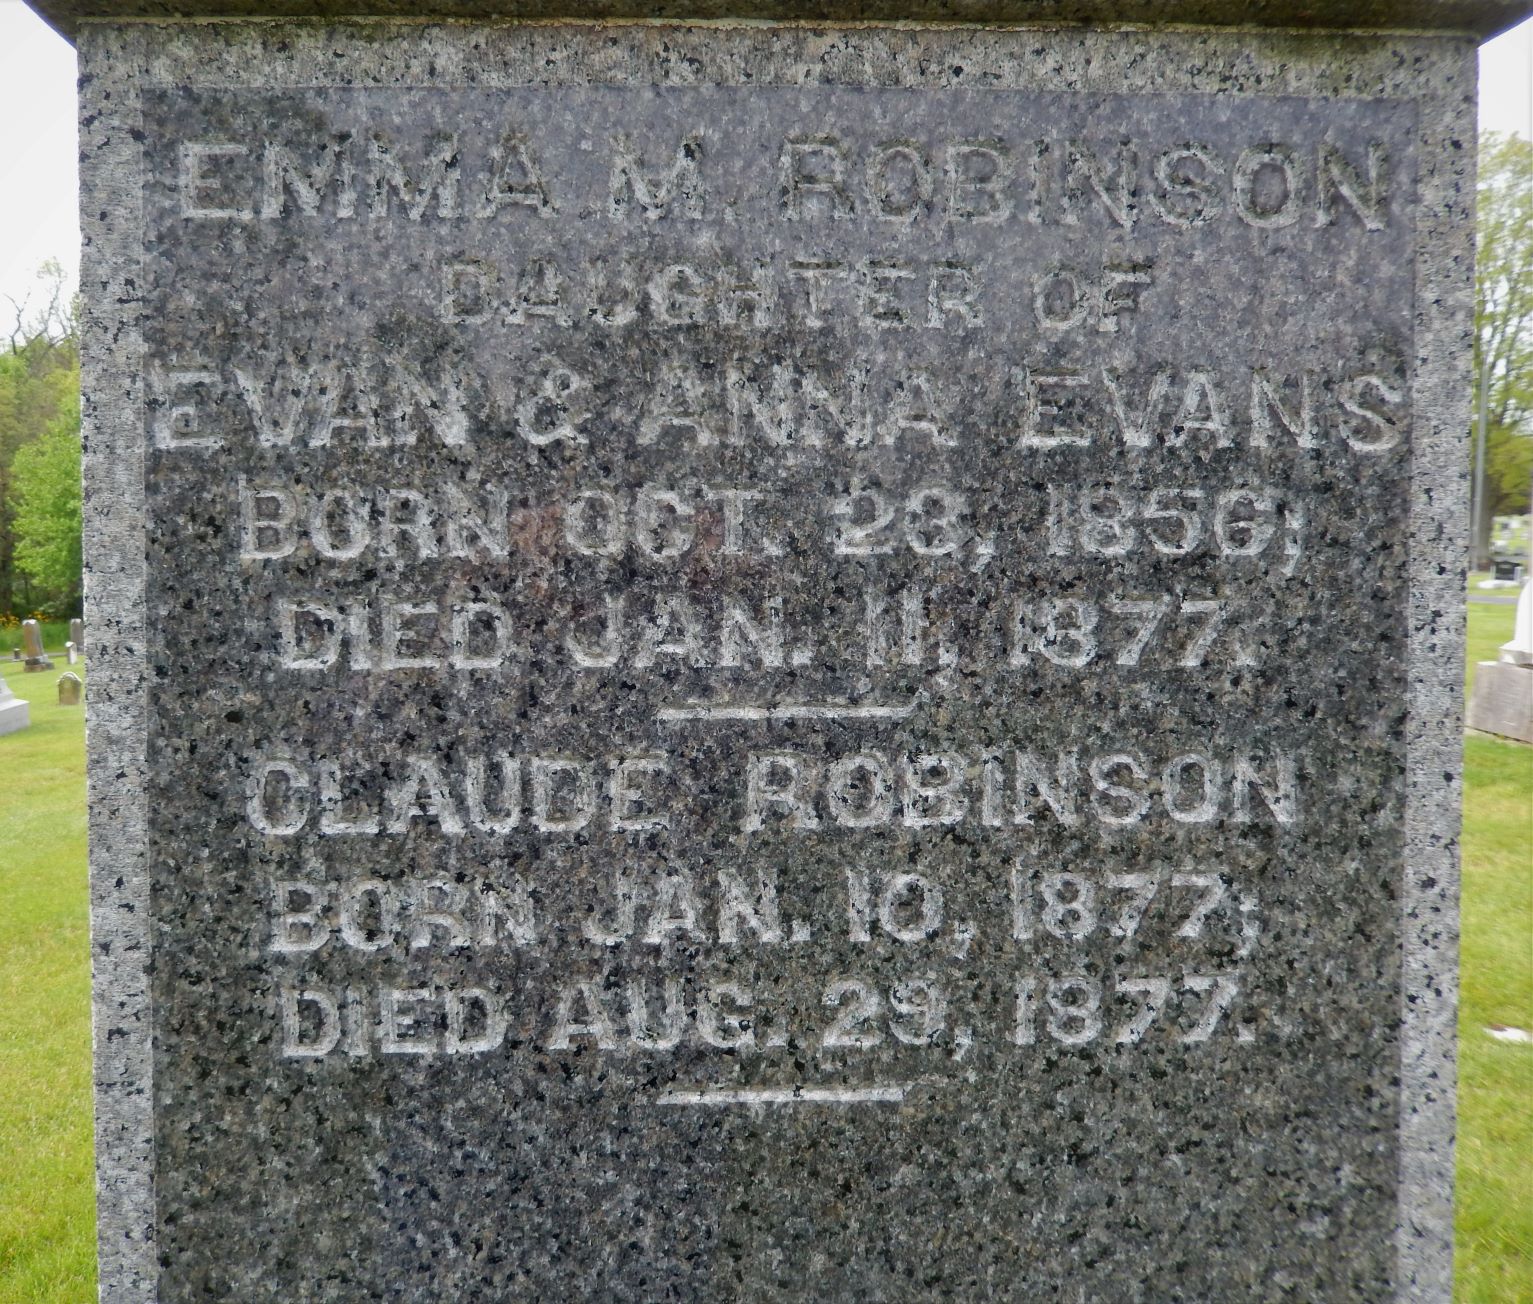 EMMA M. ROBINSON
DAUGHTER OF
EVAN & ANNA EVANS
BORN OCT. 28, 1856;
DIED JAN. 11, 1877.
CLAUDE ROBINSON
BORN JAN. 10, 1877;
DIED AUG. 29, 1877.